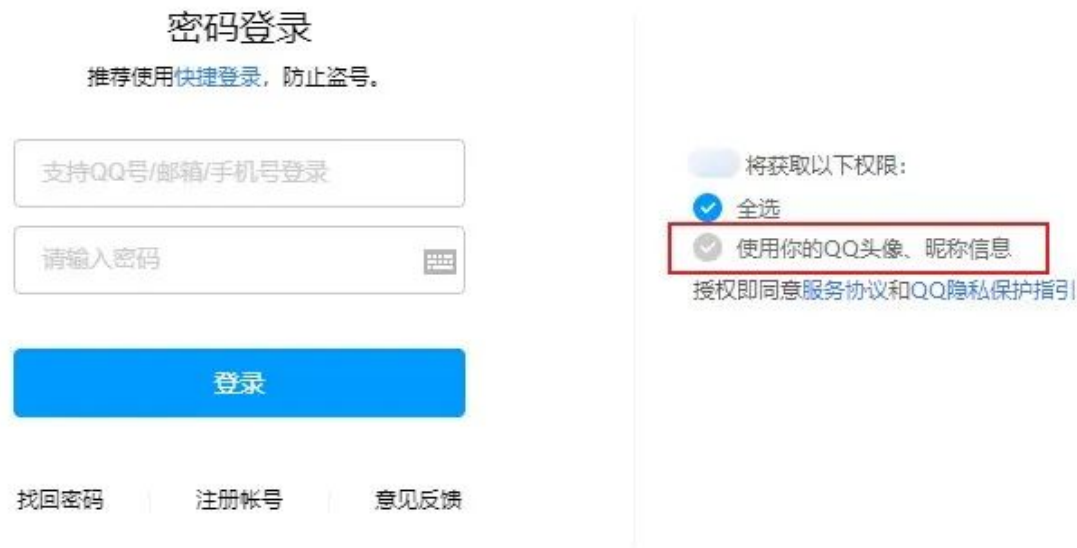 密码登录
推荐使用快捷登录，防止盗号。
支持QQ号/邮箱/手机号登录
请输入密码
登录
找回密码
注册帐号
意见反馈
将获取以下权限：
全选
使用你的QQ头像、昵称信息
授权即同意服务协议和QQ隐私保护指引